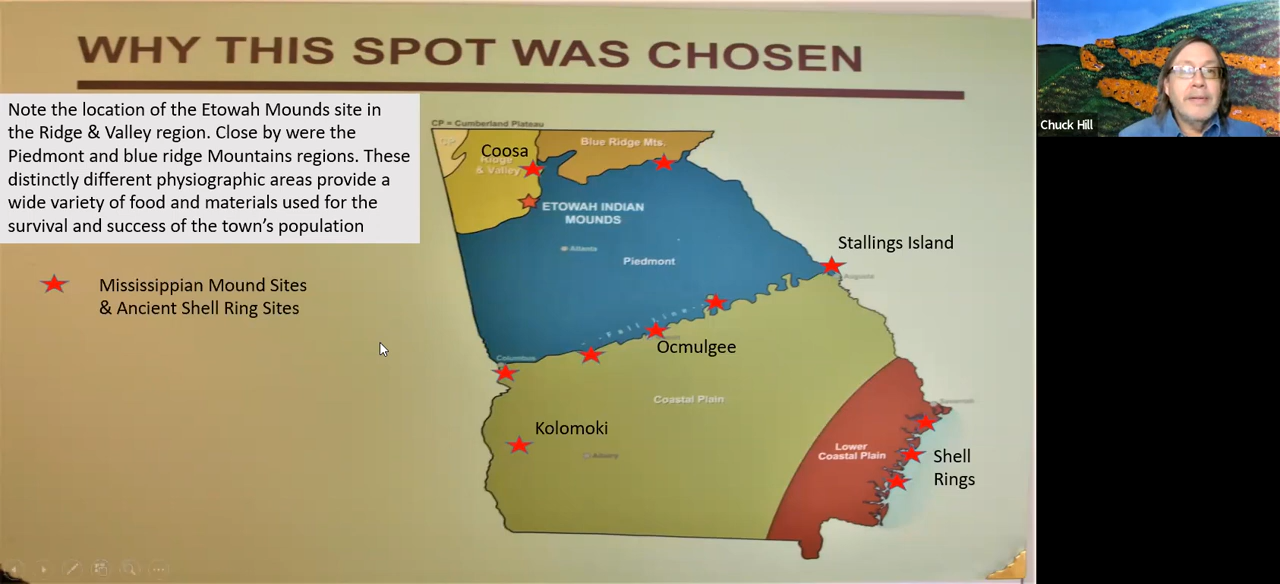 WHY THIS SPOT WAS CHOSEN
Note the location of the Etowah Mounds site in
the Ridge & Valley region. Close by were the
Piedmont and blue ridge Mountains regions. These
distinctly different physiographic areas provide a
wide variety of food and materials used for the
survival and success of the town's population
Mississippian Mound Sites
& Ancient Shell Ring Sites
CP = Cumberland Plateau
CP
Coosa
Ridge
& Valley
Blue Ridge Mts.
ETOWAH INDIAN
MOUNDS
Atlanta
Piedmont
Stallings Island
Augusta
Fall Line
Ocmulgee
Columbus
Coastal Plain
Kolomoki
Albany
Savannah
Lower
Coastal Plain
Shell
Rings
Chuck Hill